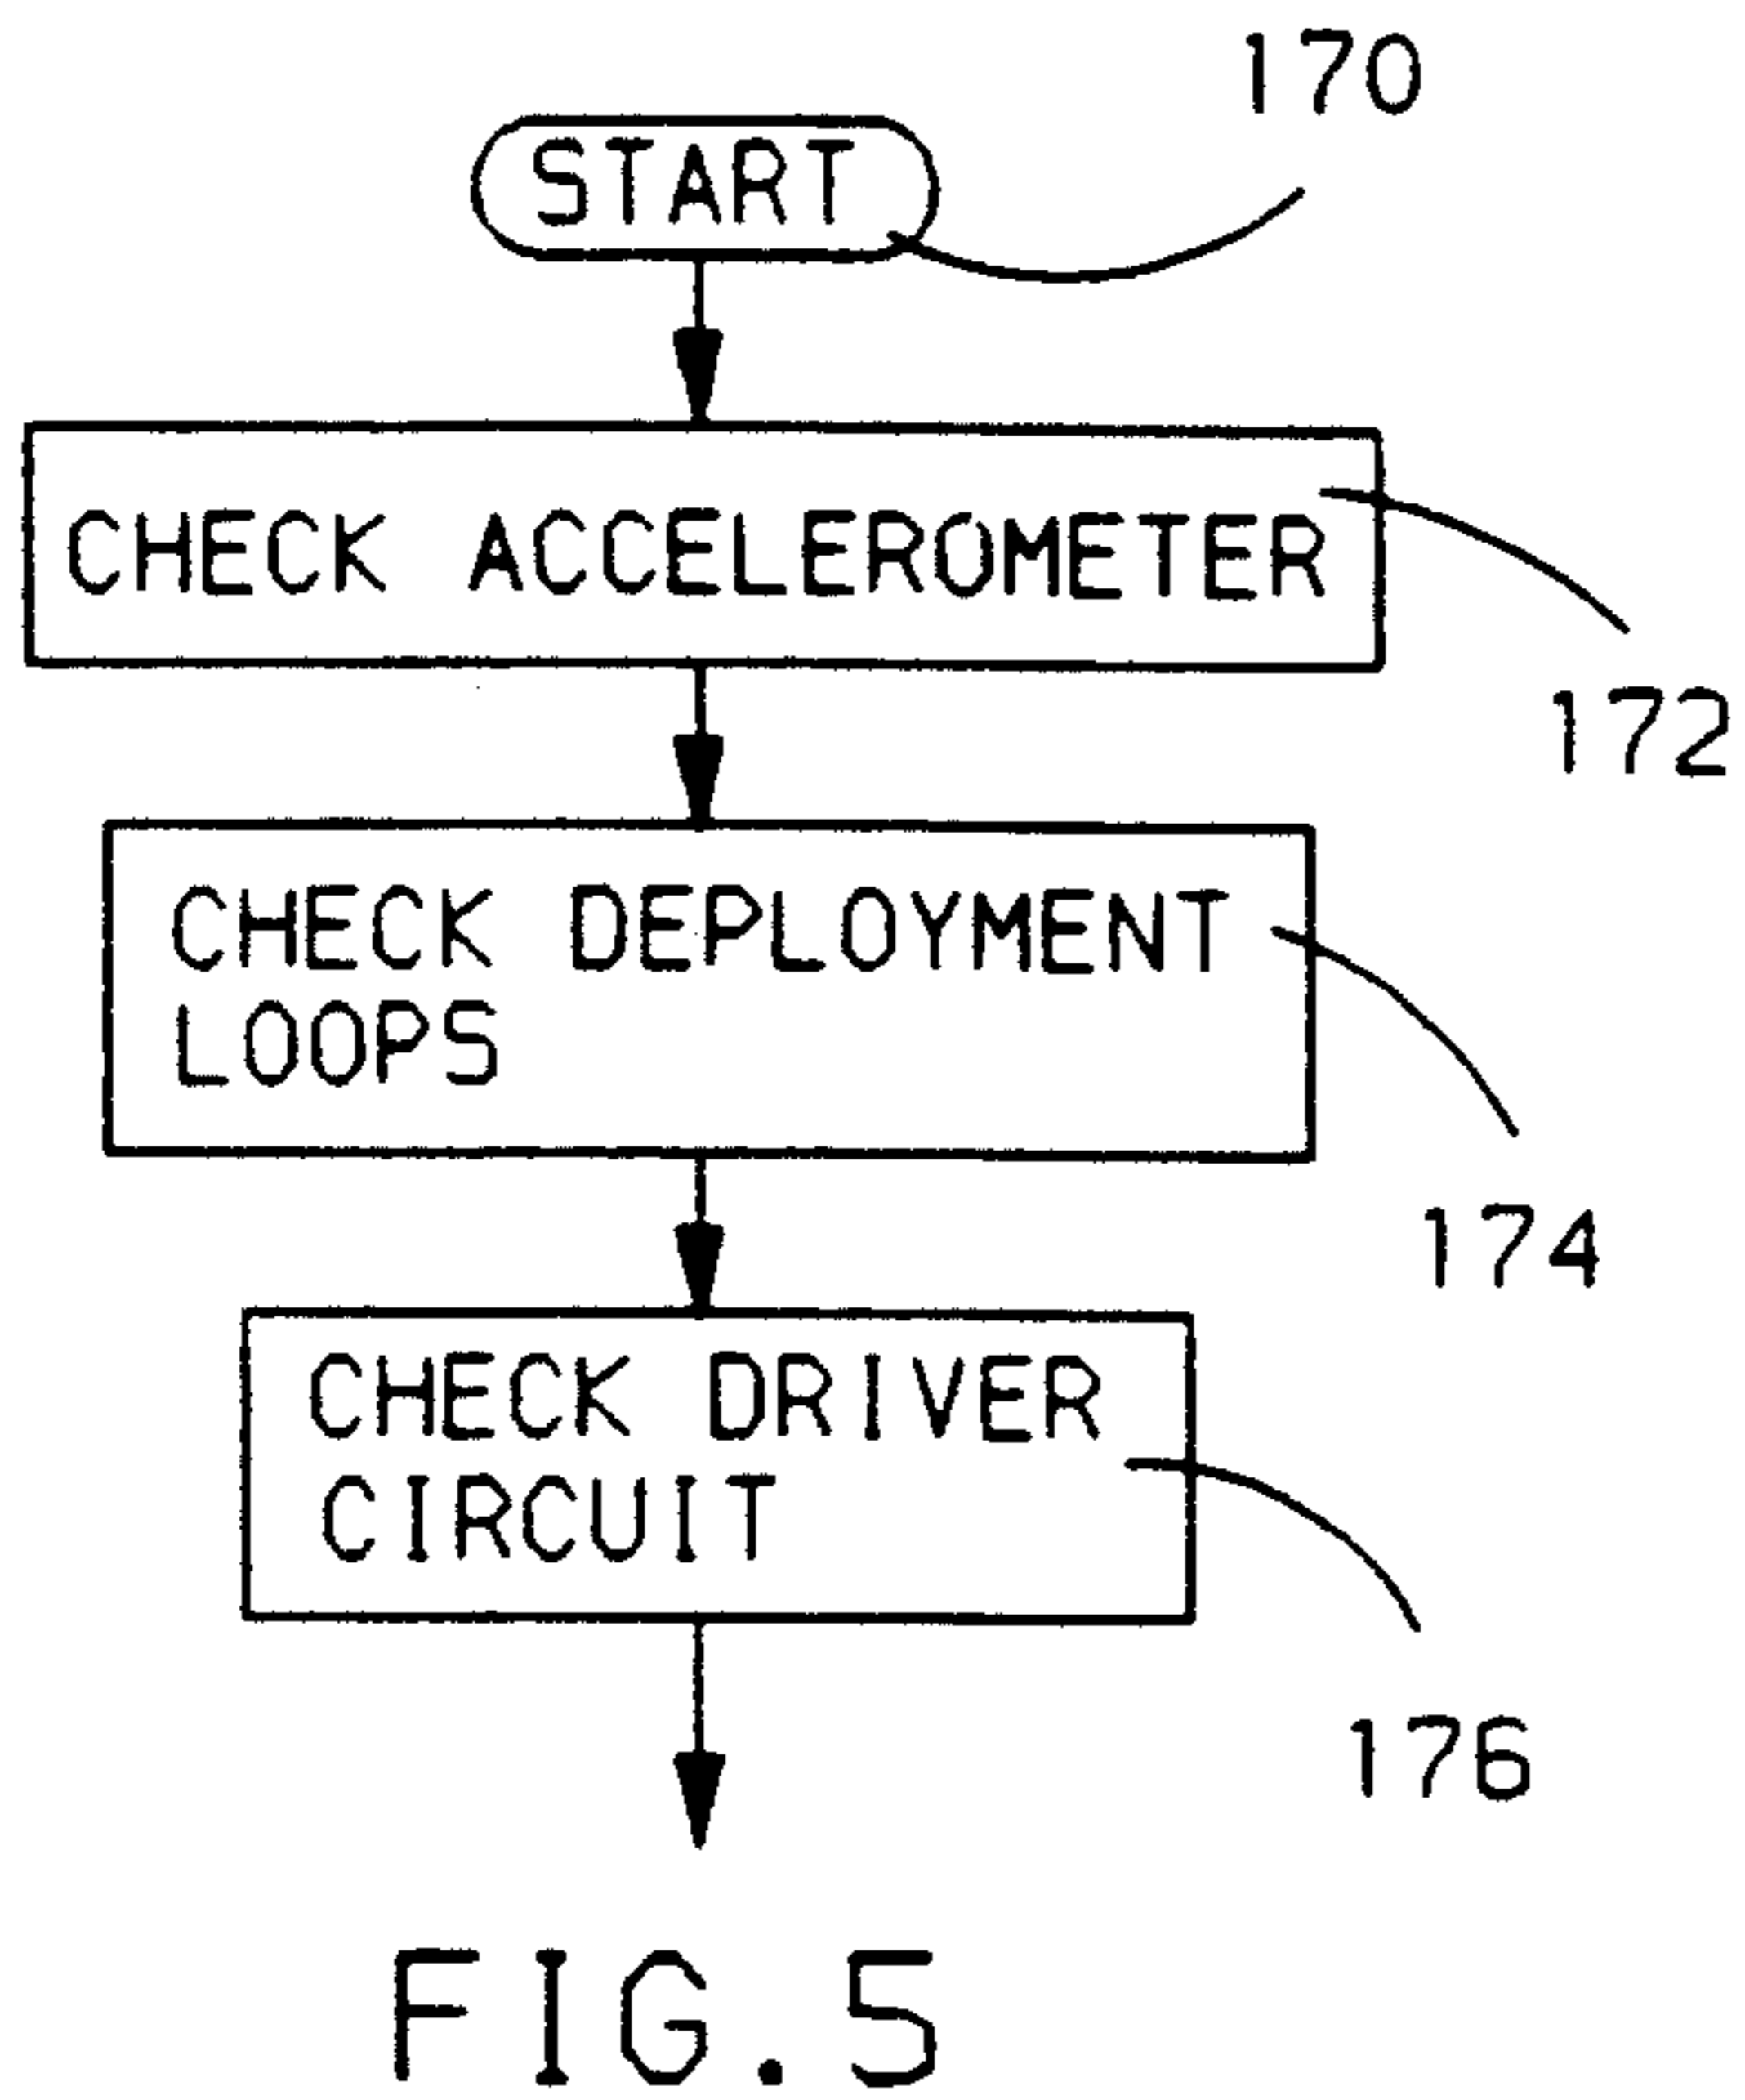 170
START
CHECK ACCELEROMETER
172
CHECK DEPLOYMENT
LOOPS
174
CHECK DRIVER
CIRCUIT
176
FIG.5